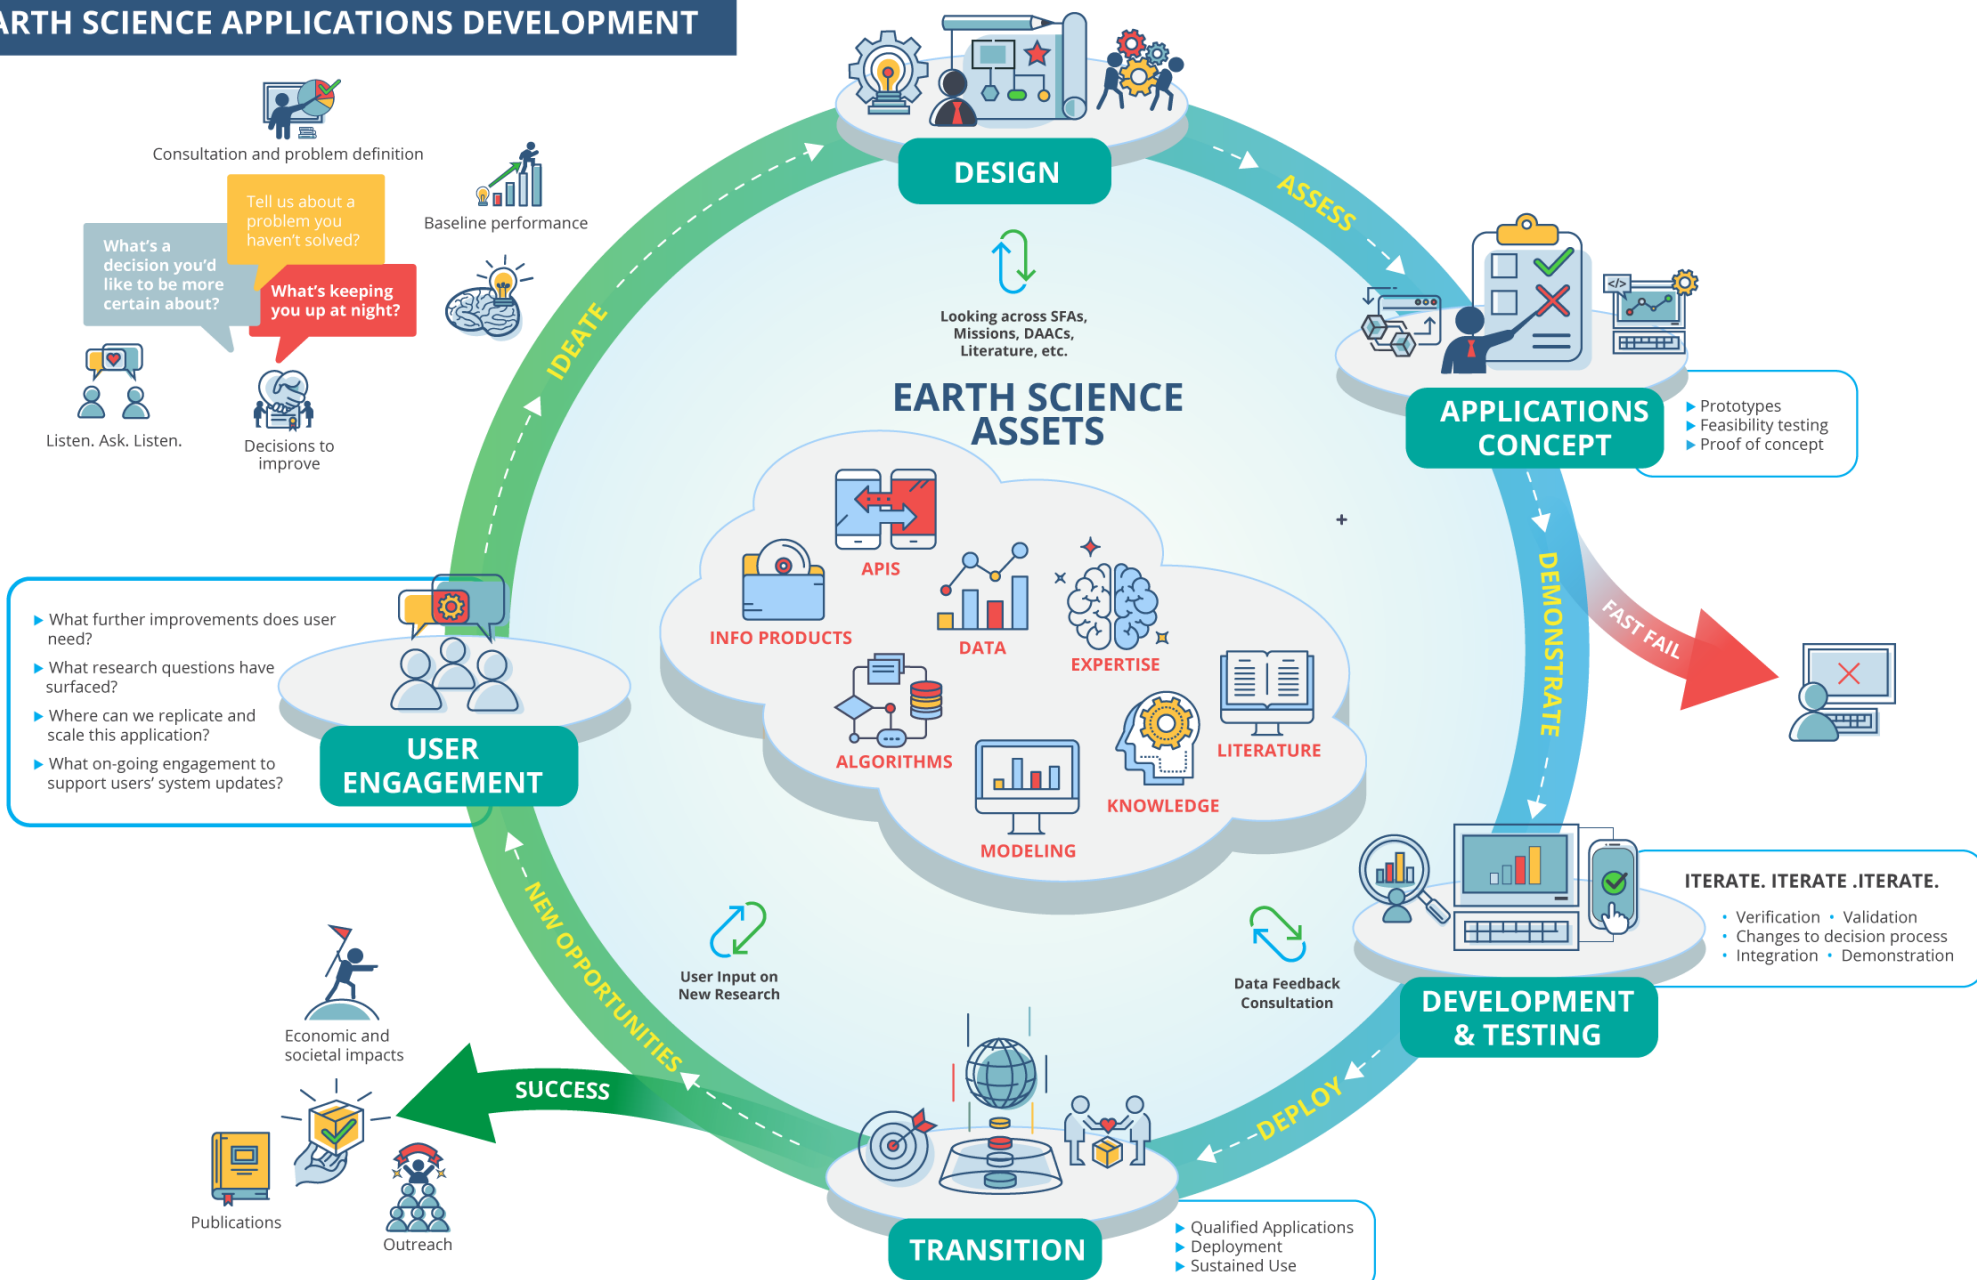 ARTH SCIENCE APPLICATIONS DEVELOPMENT
Consultation and problem definition
Tell us about a
problem you
haven't solved?
What's a
decision you'd
like to be more
certain about?
What's keeping
you up at night?
Baseline performance
Listen. Ask. Listen.
Decisions to
improve
IDEATE
DESIGN
ASSESS
Looking across SFAs,
Missions, DAACs,
Literature, etc.
</>
APPLICATIONS
CONCEPT
▶ Prototypes
▶ Feasibility testing
▶ Proof of concept
EARTH SCIENCE
ASSETS
APIS
INFO PRODUCTS
DATA
EXPERTISE
ALGORITHMS
LITERATURE
KNOWLEDGE
MODELING
+
DEMONSTRATE
FAST FAIL
▶ What further improvements does user
need?
▶ What research questions have
surfaced?
▶ Where can we replicate and
scale this application?
▶ What on-going engagement to
support users' system updates?
USER
ENGAGEMENT
ITERATE. ITERATE .ITERATE.
• Verification • Validation
• Changes to decision process
• Integration • Demonstration
DEVELOPMENT
& TESTING
Data Feedback
Consultation
User Input on
New Research
NEW OPPORTUNITIES
DEPLOY
SUCCESS
Economic and
societal impacts
Publications
Outreach
TRANSITION
▶ Qualified Applications
▶ Deployment
▶ Sustained Use